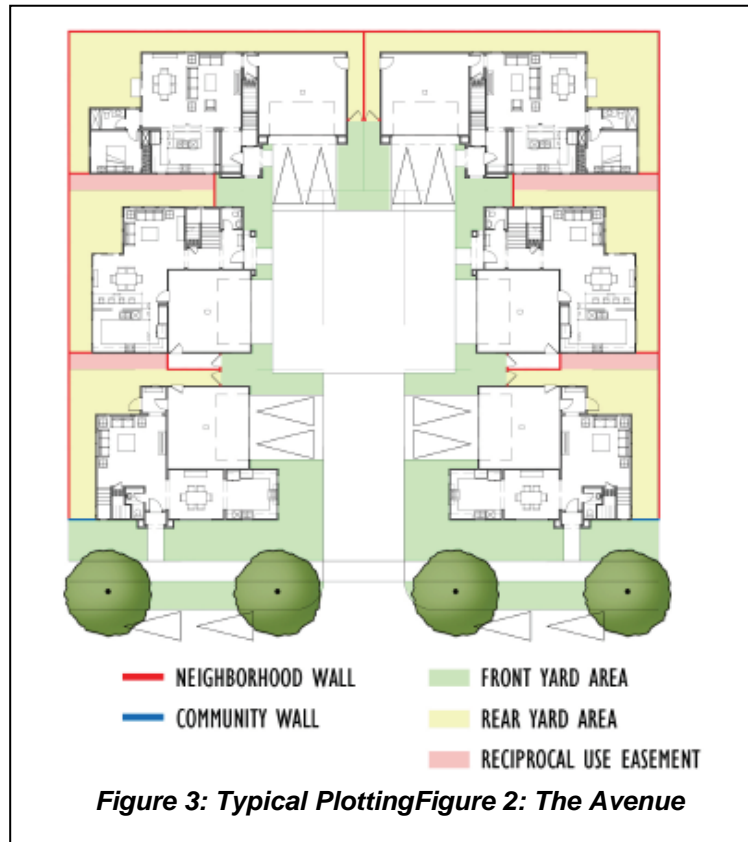 NEIGHBORHOOD WALL
COMMUNITY WALL
FRONT YARD AREA
REAR YARD AREA
RECIPROCAL USE EASEMENT
Figure 3: Typical PlottingFigure 2: The Avenue